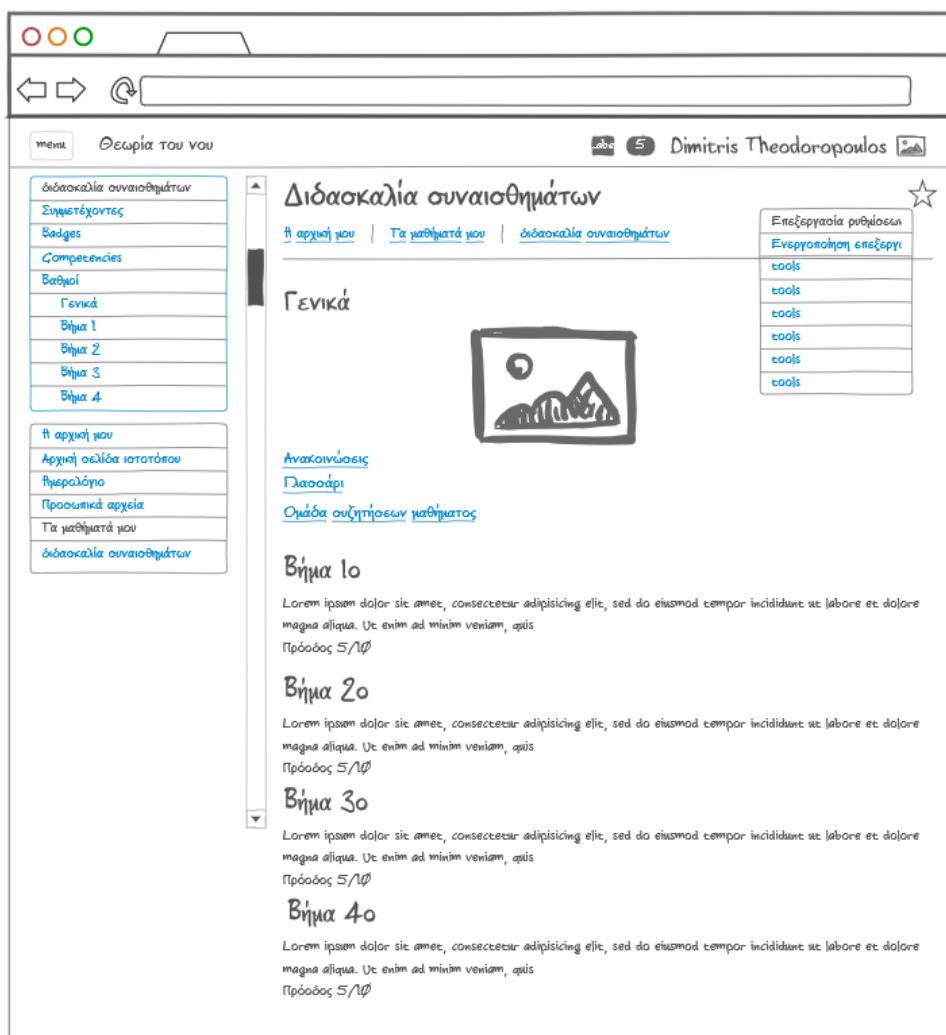 menu Θεωρία του νου abc 5 Dimitris Theodoropoulos
διδασκαλία συναισθημάτων
Συμμετέχοντες
Badges
Competencies
Βαθμοί
Γενικά
Βήμα 1
Βήμα 2
Βήμα 3
Βήμα 4
Η αρχική μου
Αρχική σελίδα ιστοτόπου
Ημερολόγιο
Προσωπικά αρχεία
Τα μαθήματά μου
διδασκαλία συναισθημάτων
Διδασκαλία συναισθημάτων
Η αρχική μου | Τα μαθήματά μου | διδασκαλία συναισθημάτων
Επεξεργασία ρυθμίσεων
Ενεργοποίηση επεξεργ
tools
tools
tools
tools
tools
tools
Γενικά
Ανακοινώσεις
Γλωσσάρι
Ομάδα συζητήσεων μαθήματος
Βήμα 1ο
Lorem ipsum dolor sit amet, consectetur adipisicing elit, sed do eiusmod tempor incididunt ut labore et dolore
magna aliqua. Ut enim ad minim veniam, quis
Πρόοδος 5/10
Βήμα 2ο
Lorem ipsum dolor sit amet, consectetur adipisicing elit, sed do eiusmod tempor incididunt ut labore et dolore
magna aliqua. Ut enim ad minim veniam, quis
Πρόοδος 5/10
Βήμα 3ο
Lorem ipsum dolor sit amet, consectetur adipisicing elit, sed do eiusmod tempor incididunt ut labore et dolore
magna aliqua. Ut enim ad minim veniam, quis
Πρόοδος 5/10
Βήμα 4ο
Lorem ipsum dolor sit amet, consectetur adipisicing elit, sed do eiusmod tempor incididunt ut labore et dolore
magna aliqua. Ut enim ad minim veniam, quis
Πρόοδος 5/10